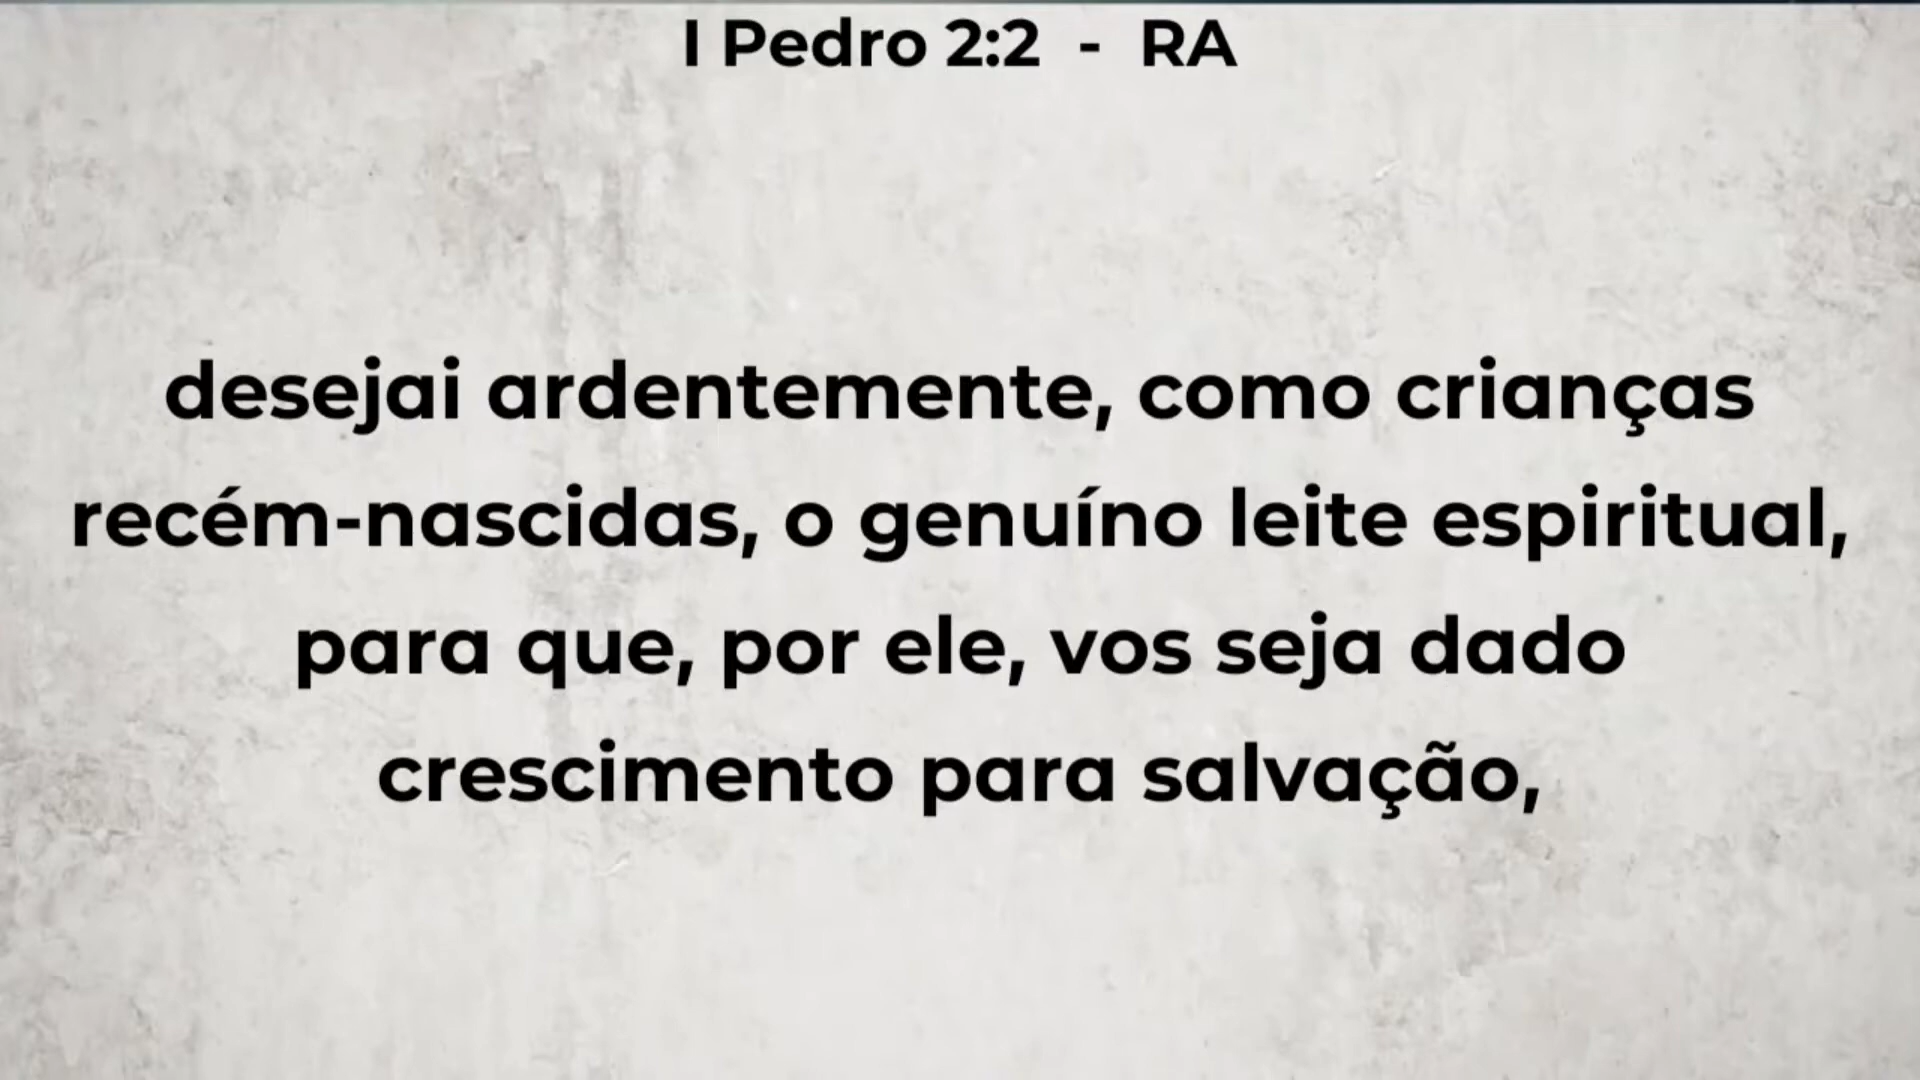 I Pedro 2:2 - RA
desejai ardentemente, como crianças
recém-nascidas, o genuíno leite espiritual,
para que, por ele, vos seja dado
crescimento para salvação,